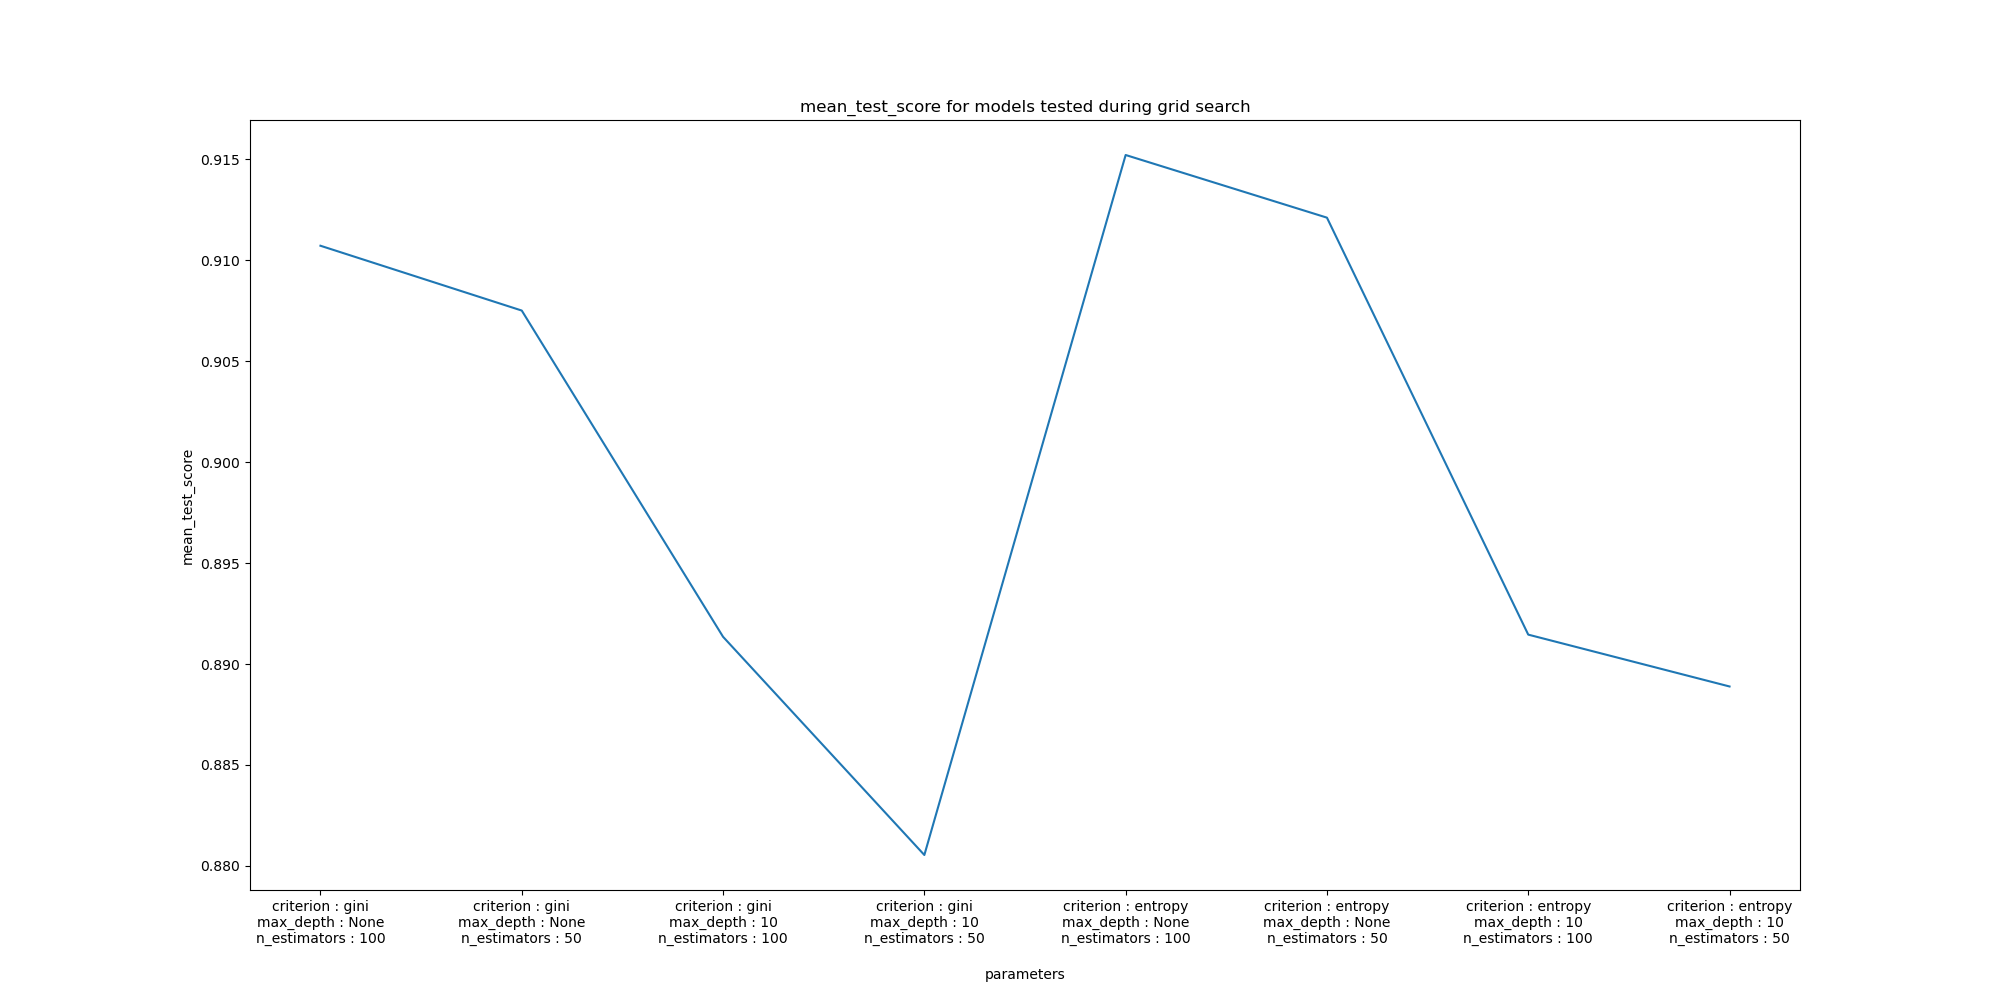 mean_test_score for models tested during grid search
0.915
0.910
0.905
0.900
0.895
0.890
0.885
0.880
mean_test_score
criterion : gini
max_depth : None
n_estimators : 100
criterion : gini
max_depth : None
n_estimators : 50
criterion : gini
max_depth : 10
n_estimators : 100
criterion : gini
max_depth : 10
n_estimators : 50
criterion : entropy
max_depth : None
n_estimators : 100
criterion : entropy
max_depth : None
n_estimators : 50
criterion : entropy
max_depth : 10
n_estimators : 100
criterion : entropy
max_depth : 10
n_estimators : 50
parameters